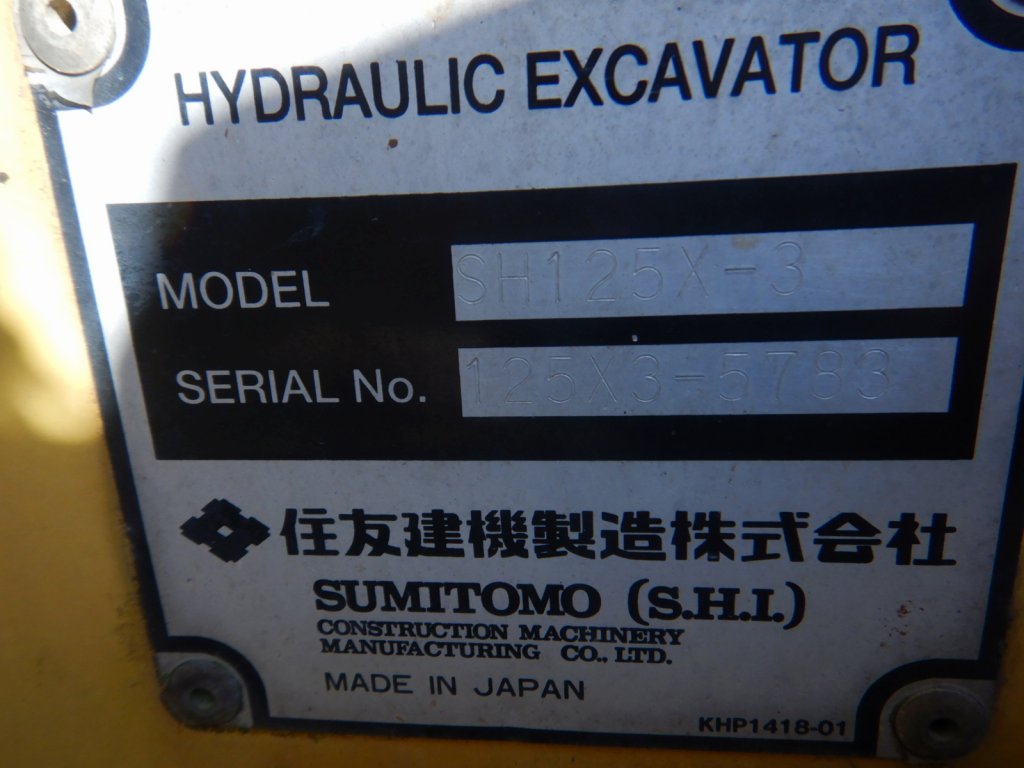 HYDRAULIC EXCAVATOR
MODEL SH125X-3
SERIAL No. 125X3-5783
住友建機製造株式会社
SUMITOMO (S.H.I.)
CONSTRUCTION MACHINERY
MANUFACTURING CO., LTD.
MADE IN JAPAN
KHP1418-01